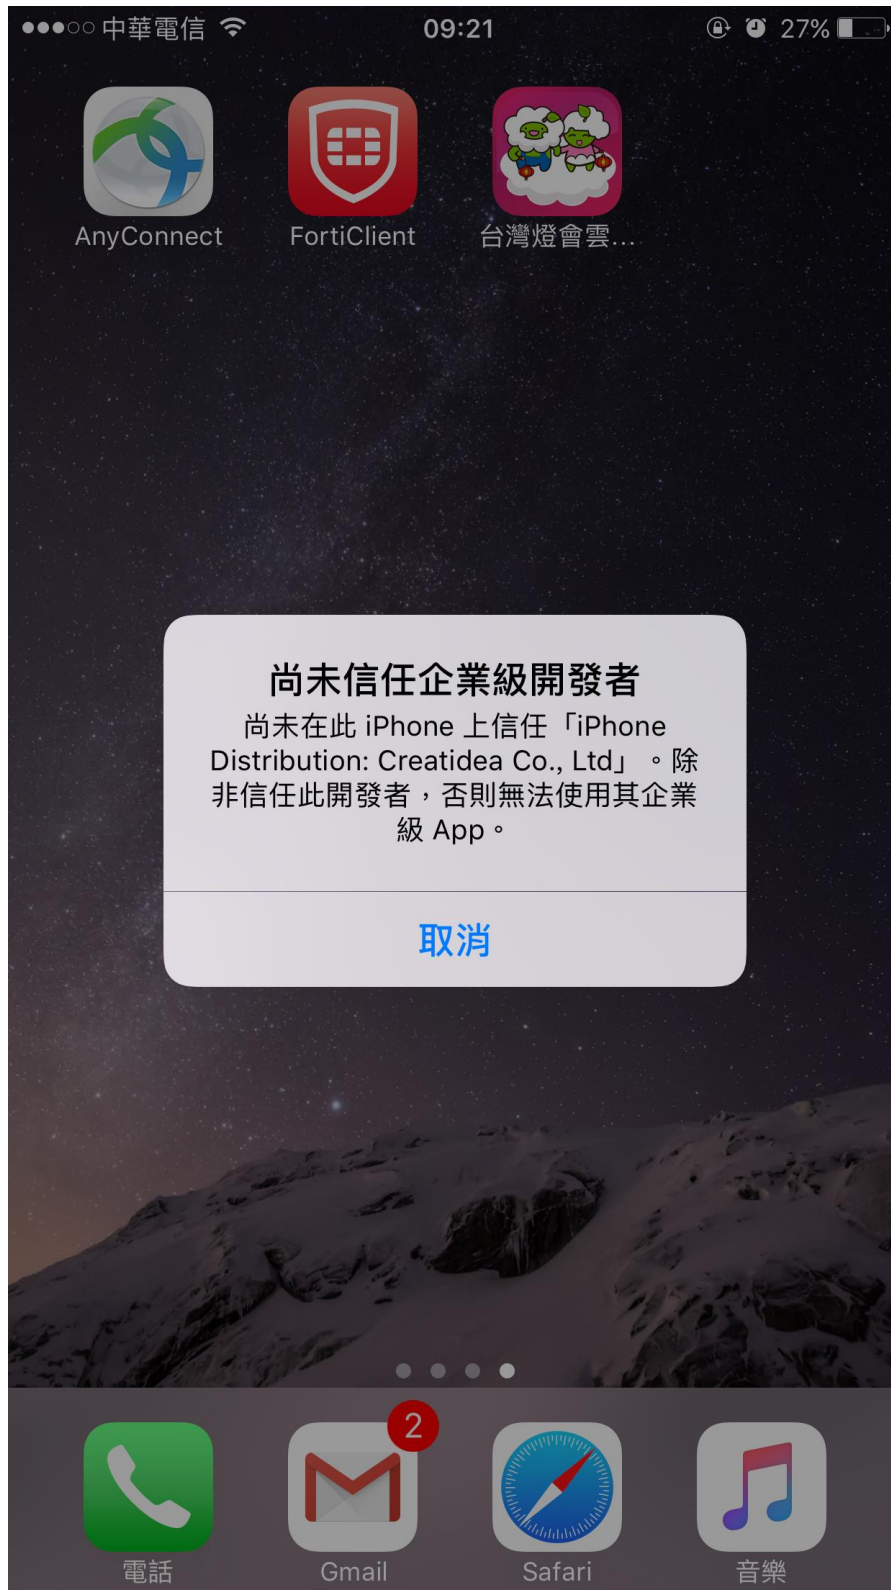 中華電信 09:21 27%
AnyConnect FortiClient 台灣燈會雲...
尚未信任企業級開發者
尚未在此 iPhone 上信任「iPhone
Distribution: Creatidea Co., Ltd」。除
非信任此開發者，否則無法使用其企業
級 App。
取消
2
電話 Gmail Safari 音樂